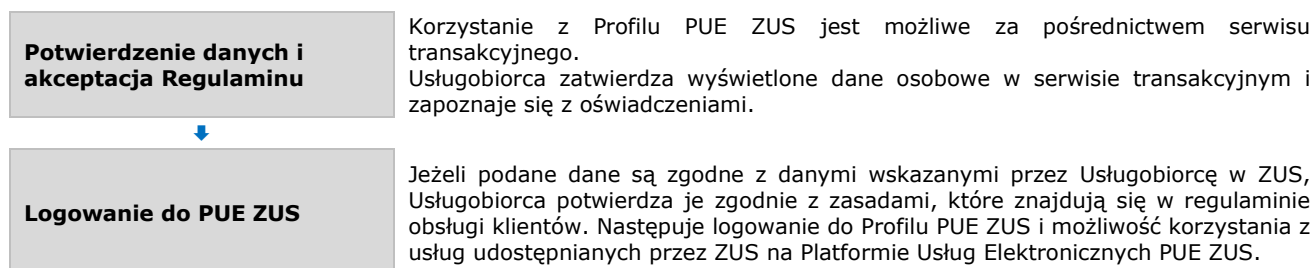 Potwierdzenie danych i
akceptacja Regulaminu
Korzystanie z Profilu PUE ZUS jest możliwe za pośrednictwem serwisu
transakcyjnego.
Usługobiorca zatwierdza wyświetlone dane osobowe w serwisie transakcyjnym i
zapoznaje się z oświadczeniami.
Logowanie do PUE ZUS
Jeżeli podane dane są zgodne z danymi wskazanymi przez Usługobiorcę w ZUS,
Usługobiorca potwierdza je zgodnie z zasadami, które znajdują się w regulaminie
obsługi klientów. Następuje logowanie do Profilu PUE ZUS i możliwość korzystania z
usług udostępnianych przez ZUS na Platformie Usług Elektronicznych PUE ZUS.